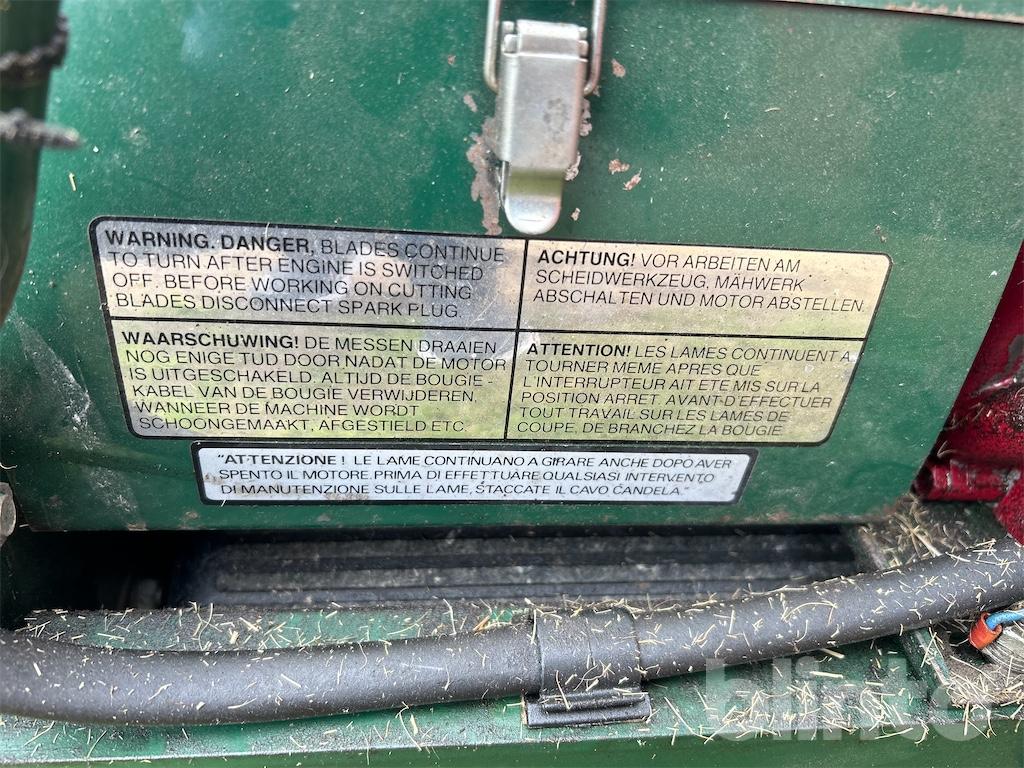 WARNING. DANGER, BLADES CONTINUE
TO TURN AFTER ENGINE IS SWITCHED
OFF. BEFORE WORKING ON CUTTING
BLADES DISCONNECT SPARK PLUG.
ACHTUNG! VOR ARBEITEN AM
SCHEIDWERKZEUG, MÄHWERK
ABSCHALTEN UND MOTOR ABSTELLEN.
WAARSCHUWING! DE MESSEN DRAAIEN
NOG ENIGE TUD DOOR NADAT DE MOTOR
IS UITGESCHAKELD. ALTIJD DE BOUGIE-
KABEL VAN DE BOUGIE VERWIJDEREN.
WANNEER DE MACHINE WORDT
SCHOONGEMAAKT, AFGESTIELD ETC.
ATTENTION! LES LAMES CONTINUENT A
TOURNER MEME APRES QUE
L'INTERRUPTEUR AIT ETE MIS SUR LA
POSITION ARRET. AVANT-D'EFFECTUER
TOUT TRAVAIL SUR LES LAMES DE
COUPE, DE BRANCHEZ LA BOUGIE.
"ATTENZIONE! LE LAME CONTINUANO A GIRARE ANCHE DOPO AVER
SPENTO IL MOTORE. PRIMA DI EFFETTUARE QUALSIASI INTERVENTO
DI MANUTENZIONE SULLE LAME, STACCATE IL CAVO CANDELA."
blinto